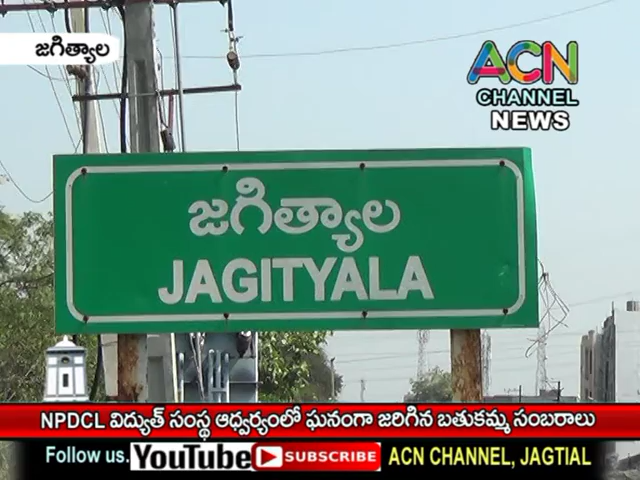 జగిత్యాల
ACN
CHANNEL
NEWS
జగిత్యాల
JAGITYALA
NPDCL విద్యుత్ సంస్థ ఆధ్వర్యంలో ఘనంగా జరిగిన బతుకమ్మ సంబరాలు
Follow us. YouTube SUBSCRIBE ACN CHANNEL, JAGTIAL